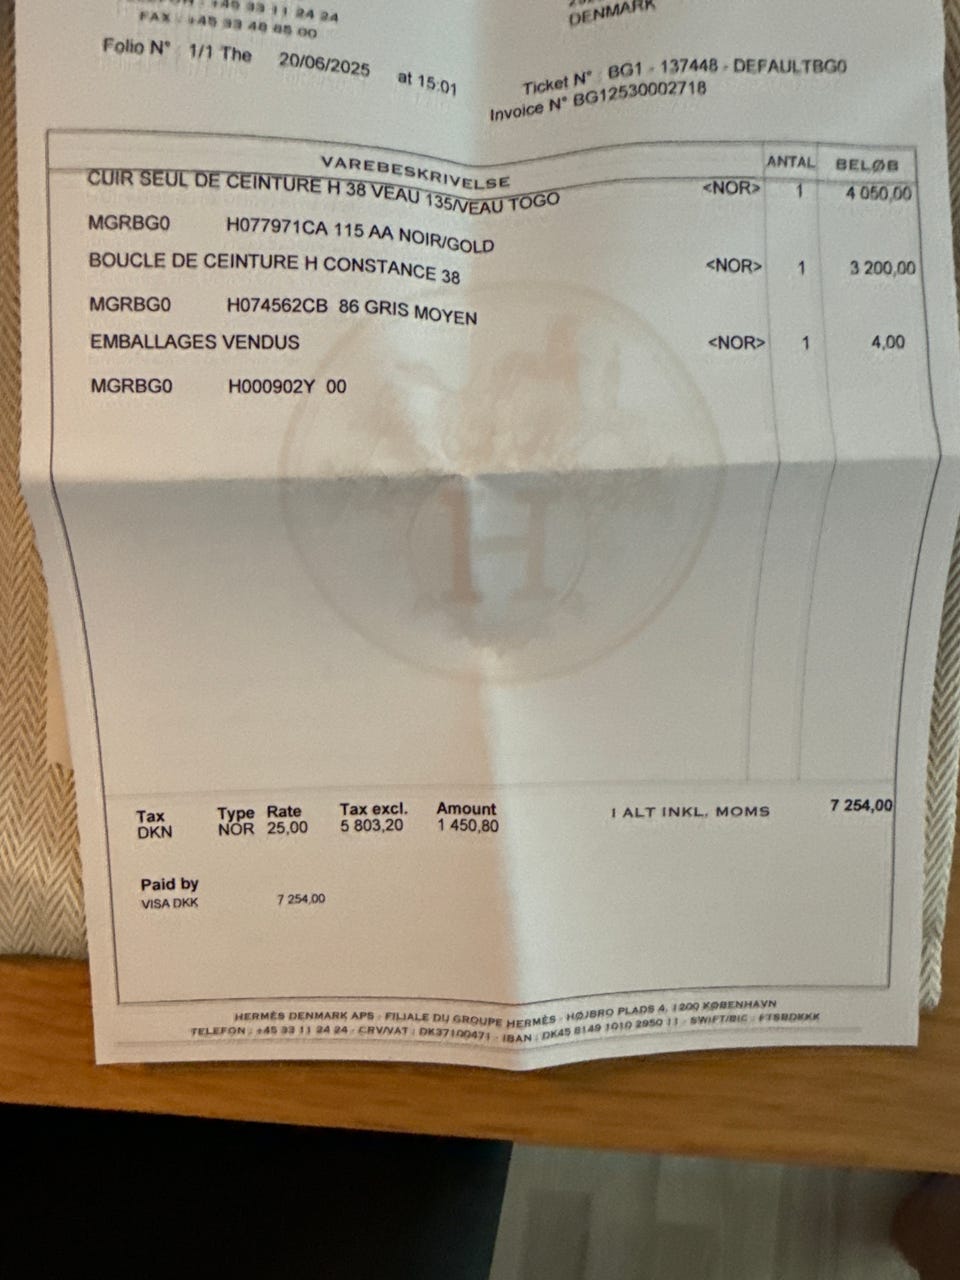 +45 33 11 24 24
FAX : +45 33 48 85 00
DENMARK
Folio N° 1/1 The 20/06/2025 at 15:01
Ticket N° BG1 - 137448 - DEFAULTBG0
Invoice N° BG12530002718
VAREBESKRIVELSE ANTAL BELØB
CUIR SEUL DE CEINTURE H 38 VEAU 135/VEAU TOGO <NOR> 1 4 050,00
MGRBG0 H077971CA 115 AA NOIR/GOLD
BOUCLE DE CEINTURE H CONSTANCE 38 <NOR> 1 3 200,00
MGRBG0 H074562CB 86 GRIS MOYEN
EMBALLAGES VENDUS <NOR> 1 4,00
MGRBG0 H000902Y 00
H
Tax Type Rate Tax excl. Amount
DKN NOR 25,00 5 803,20 1 450,80
I ALT INKL. MOMS 7 254,00
Paid by
VISA DKK 7 254,00
HERMÈS DENMARK APS - FILIALE DU GROUPE HERMÈS - HØJBRO PLADS 4, 1200 KØBENHAVN
TELEFON : +45 33 11 24 24 - CRV/VAT : DK37100471 - IBAN : DK45 8149 1010 2950 11 - SWIFT/BIC : FTSBDKKK